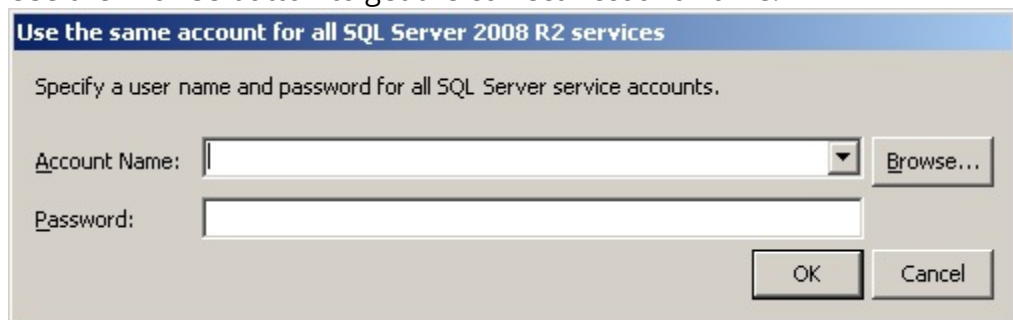 Use the same account for all SQL Server 2008 R2 services
Specify a user name and password for all SQL Server service accounts.
Account Name:
Browse...
Password:
OK
Cancel